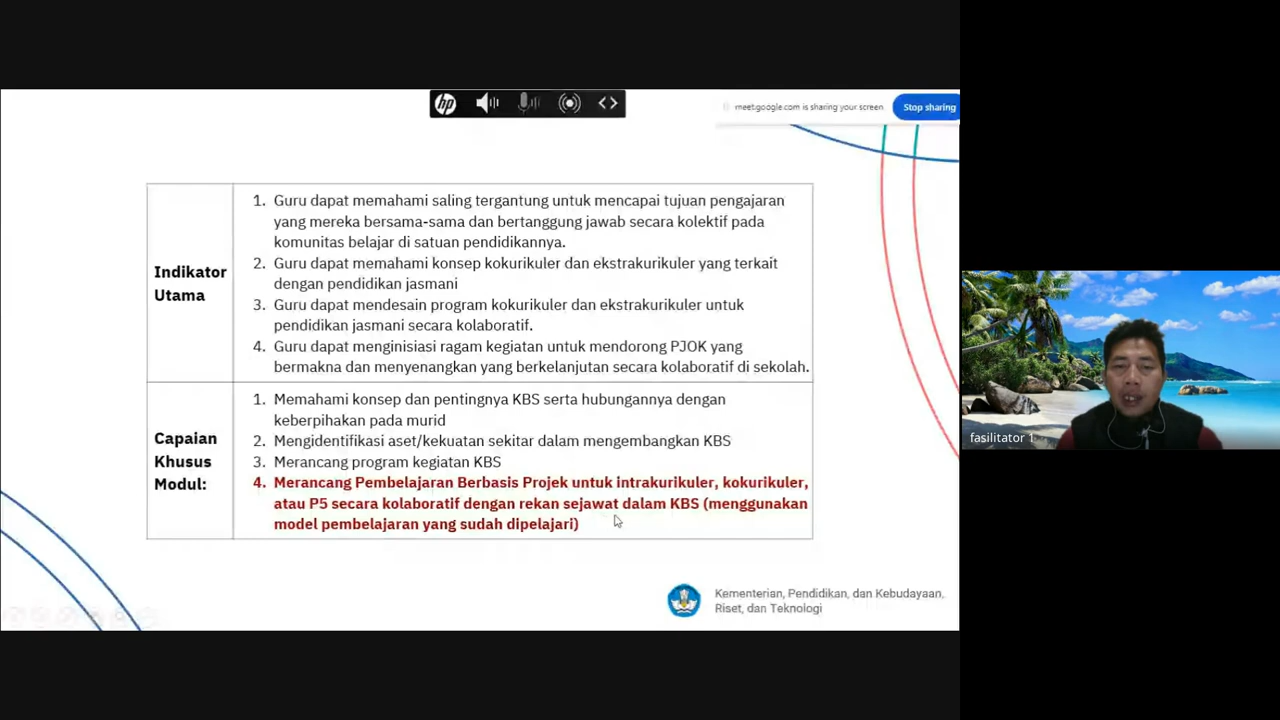 hp
meet.google.com is sharing your screen
Stop sharing
Indikator
Utama
1. Guru dapat memahami saling tergantung untuk mencapai tujuan pengajaran
yang mereka bersama-sama dan bertanggung jawab secara kolektif pada
komunitas belajar di satuan pendidikannya.
2. Guru dapat memahami konsep kokurikuler dan ekstrakurikuler yang terkait
dengan pendidikan jasmani
3. Guru dapat mendesain program kokurikuler dan ekstrakurikuler untuk
pendidikan jasmani secara kolaboratif.
4. Guru dapat menginisiasi ragam kegiatan untuk mendorong PJOK yang
bermakna dan menyenangkan yang berkelanjutan secara kolaboratif di sekolah.
Capaian
Khusus
Modul:
1. Memahami konsep dan pentingnya KBS serta hubungannya dengan
keberpihakan pada murid
2. Mengidentifikasi aset/kekuatan sekitar dalam mengembangkan KBS
3. Merancang program kegiatan KBS
4. Merancang Pembelajaran Berbasis Projek untuk intrakurikuler, kokurikuler,
atau P5 secara kolaboratif dengan rekan sejawat dalam KBS (menggunakan
model pembelajaran yang sudah dipelajari)
Kementerian, Pendidikan, dan Kebudayaan,
Riset, dan Teknologi
fasilitator 1